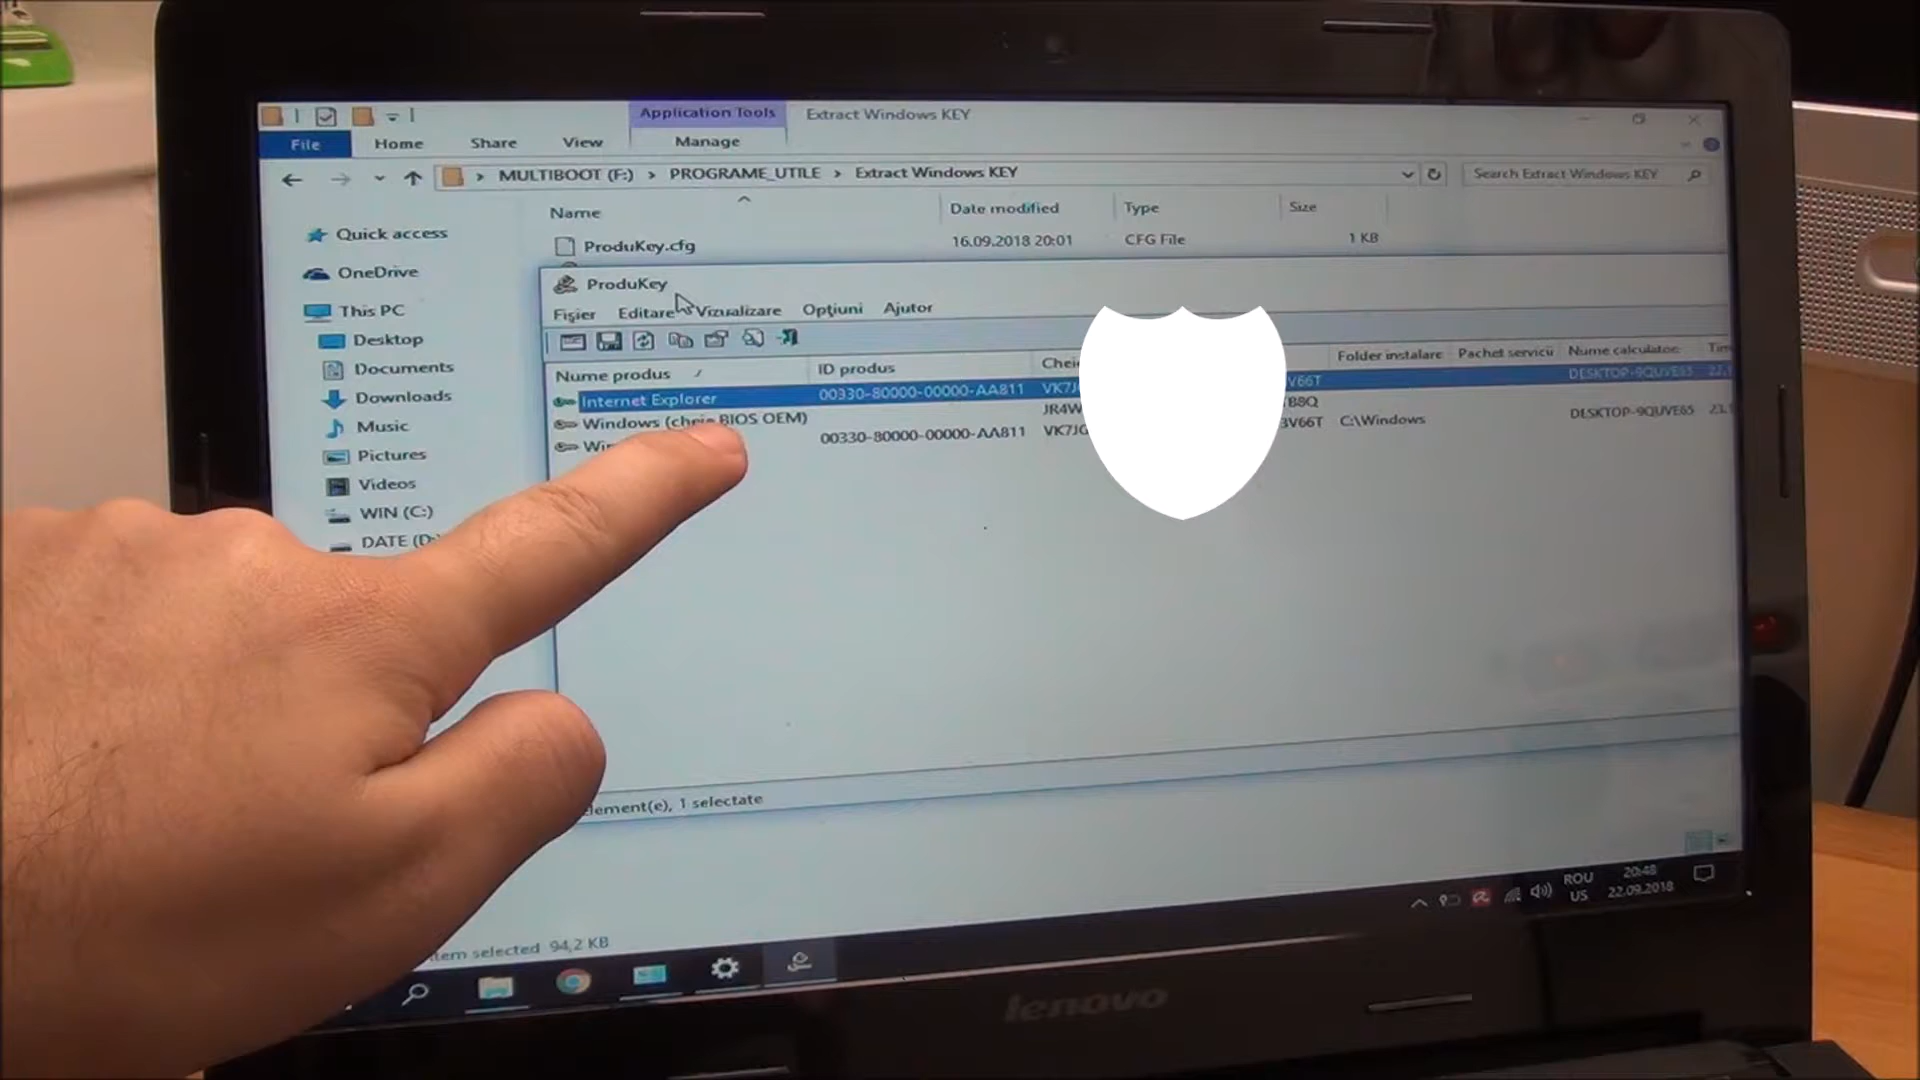 Application Tools
Extract Windows KEY
File
Home
Share
View
Manage
MULTIBOOT (F:) > PROGRAME_UTILE > Extract Windows KEY
Search Extract Windows KEY
Name
Date modified
Type
Size
ProduKey.cfg
16.09.2018 20:01
CFG File
1 KB
Quick access
OneDrive
This PC
Desktop
Documents
Downloads
Music
Pictures
Videos
WIN (C:)
DATE (D:
ProduKey
Fișier
Editare
Vizualizare
Opțiuni
Ajutor
Nume produs
ID produs
Folder instalare
Pachet servicii
Nume calculator
Internet Explorer
00330-80000-00000-AA811
VK7J
V66T
DESKTOP-9QUVE65
22.
Windows (cheie BIOS OEM)
JR4W
B8Q
00330-80000-00000-AA811
VK7JG
3V66T
C:\Windows
DESKTOP-9QUVE65
23.
element(e), 1 selectate
selected 94,2 KB
ROU
US
20:48
22.09.2018
lenovo